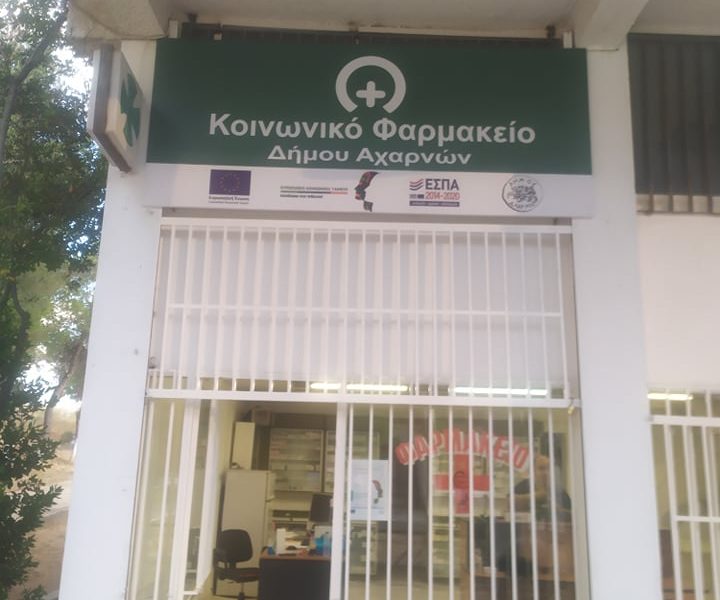 Κοινωνικό Φαρμακείο
Δήμου Αχαρνών
ΕΣΠΑ
2014-2020
ΦΑΡΜΑΚΕΙΟ